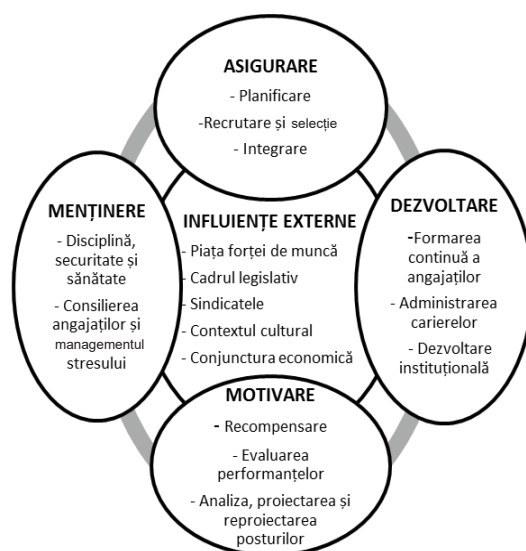 ASIGURARE
- Planificare
-Recrutare și selecție
- Integrare
MENȚINERE
- Disciplină,
securitate și
sănătate
- Consilierea
angajaților și
managementul
stresului
INFLUIENȚE EXTERNE
- Piața forței de muncă
- Cadrul legislativ
- Sindicatele
- Contextul cultural
- Conjunctura economică
DEZVOLTARE
-Formarea
continuă a
angajaților
- Administrarea
carierelor
- Dezvoltare
instituțională
MOTIVARE
- Recompensare
- Evaluarea
performanțelor
- Analiza, proiectarea și
reproiectarea
posturilor